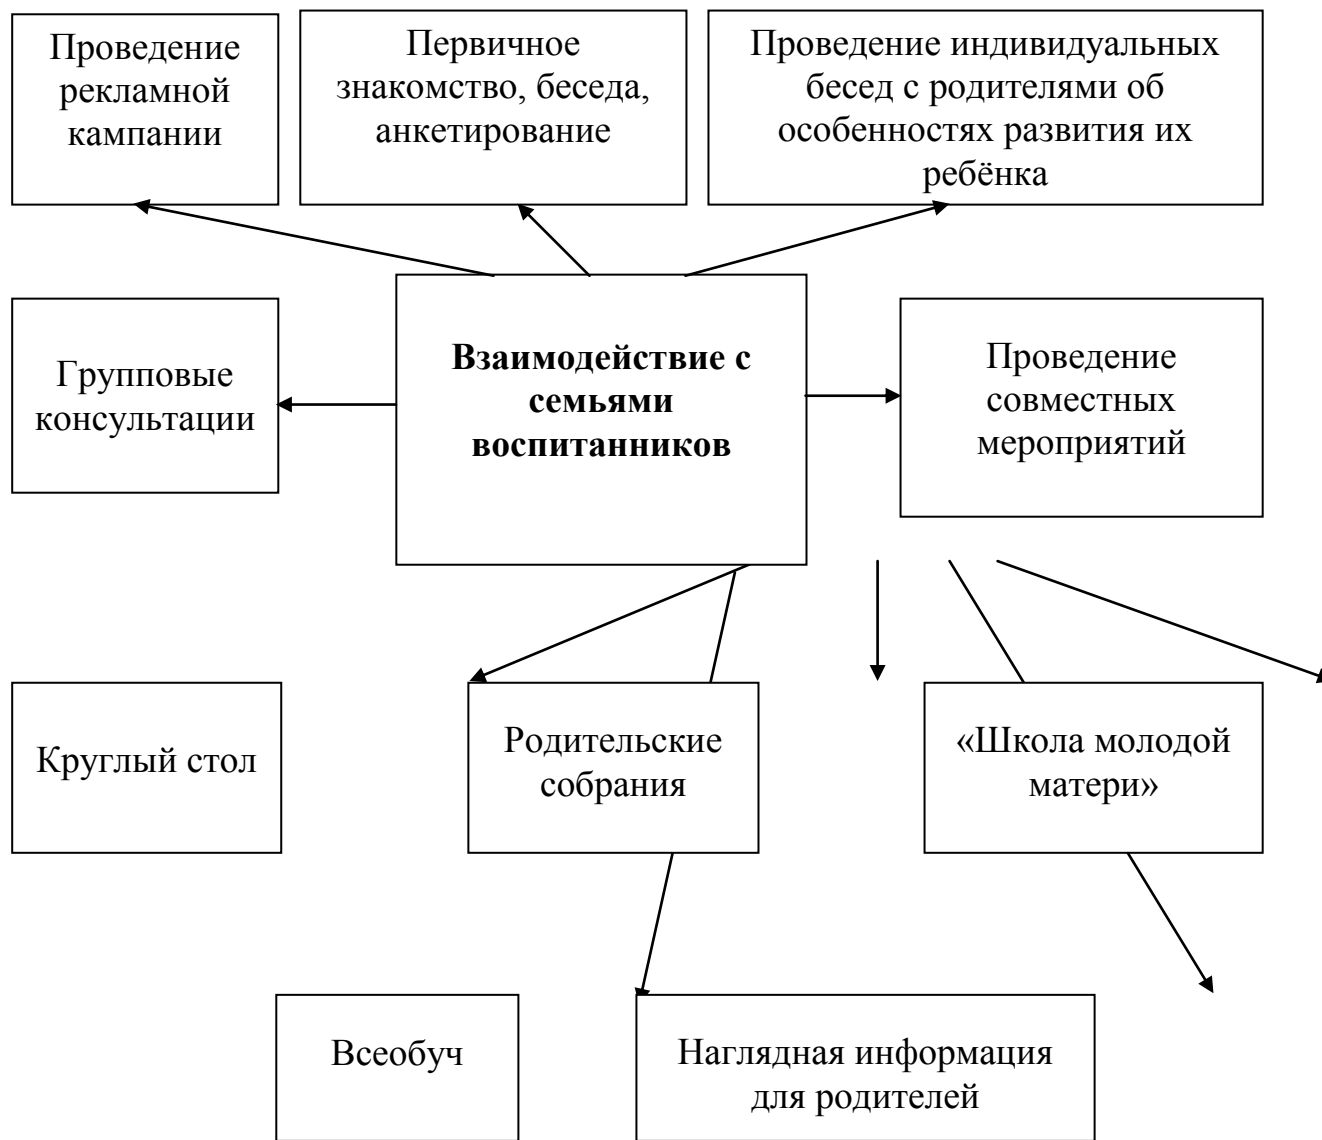 Проведение
рекламной
кампании
Первичное
знакомство, беседа,
анкетирование
Проведение индивидуальных
бесед с родителями об
особенностях развития их
ребёнка
Групповые
консультации
Взаимодействие с
семьями
воспитанников
Проведение
совместных
мероприятий
Круглый стол
Родительские
собрания
«Школа молодой
матери»
Всеобуч
Наглядная информация
для родителей